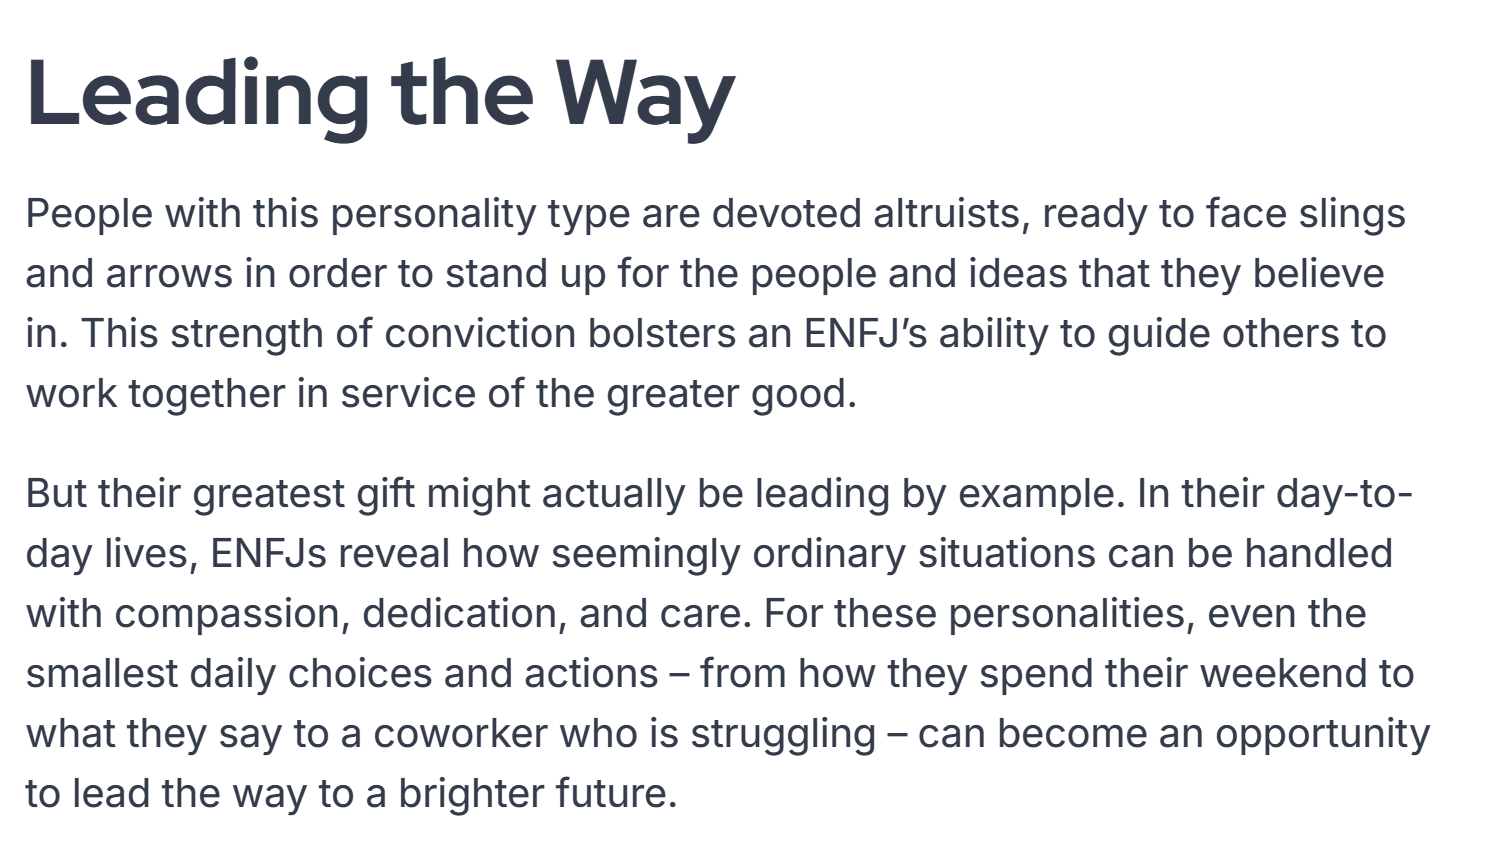 Leading the Way
People with this personality type are devoted altruists, ready to face slings
and arrows in order to stand up for the people and ideas that they believe
in. This strength of conviction bolsters an ENFJ’s ability to guide others to
work together in service of the greater good.
But their greatest gift might actually be leading by example. In their day-to-
day lives, ENFJs reveal how seemingly ordinary situations can be handled
with compassion, dedication, and care. For these personalities, even the
smallest daily choices and actions – from how they spend their weekend to
what they say to a coworker who is struggling – can become an opportunity
to lead the way to a brighter future.